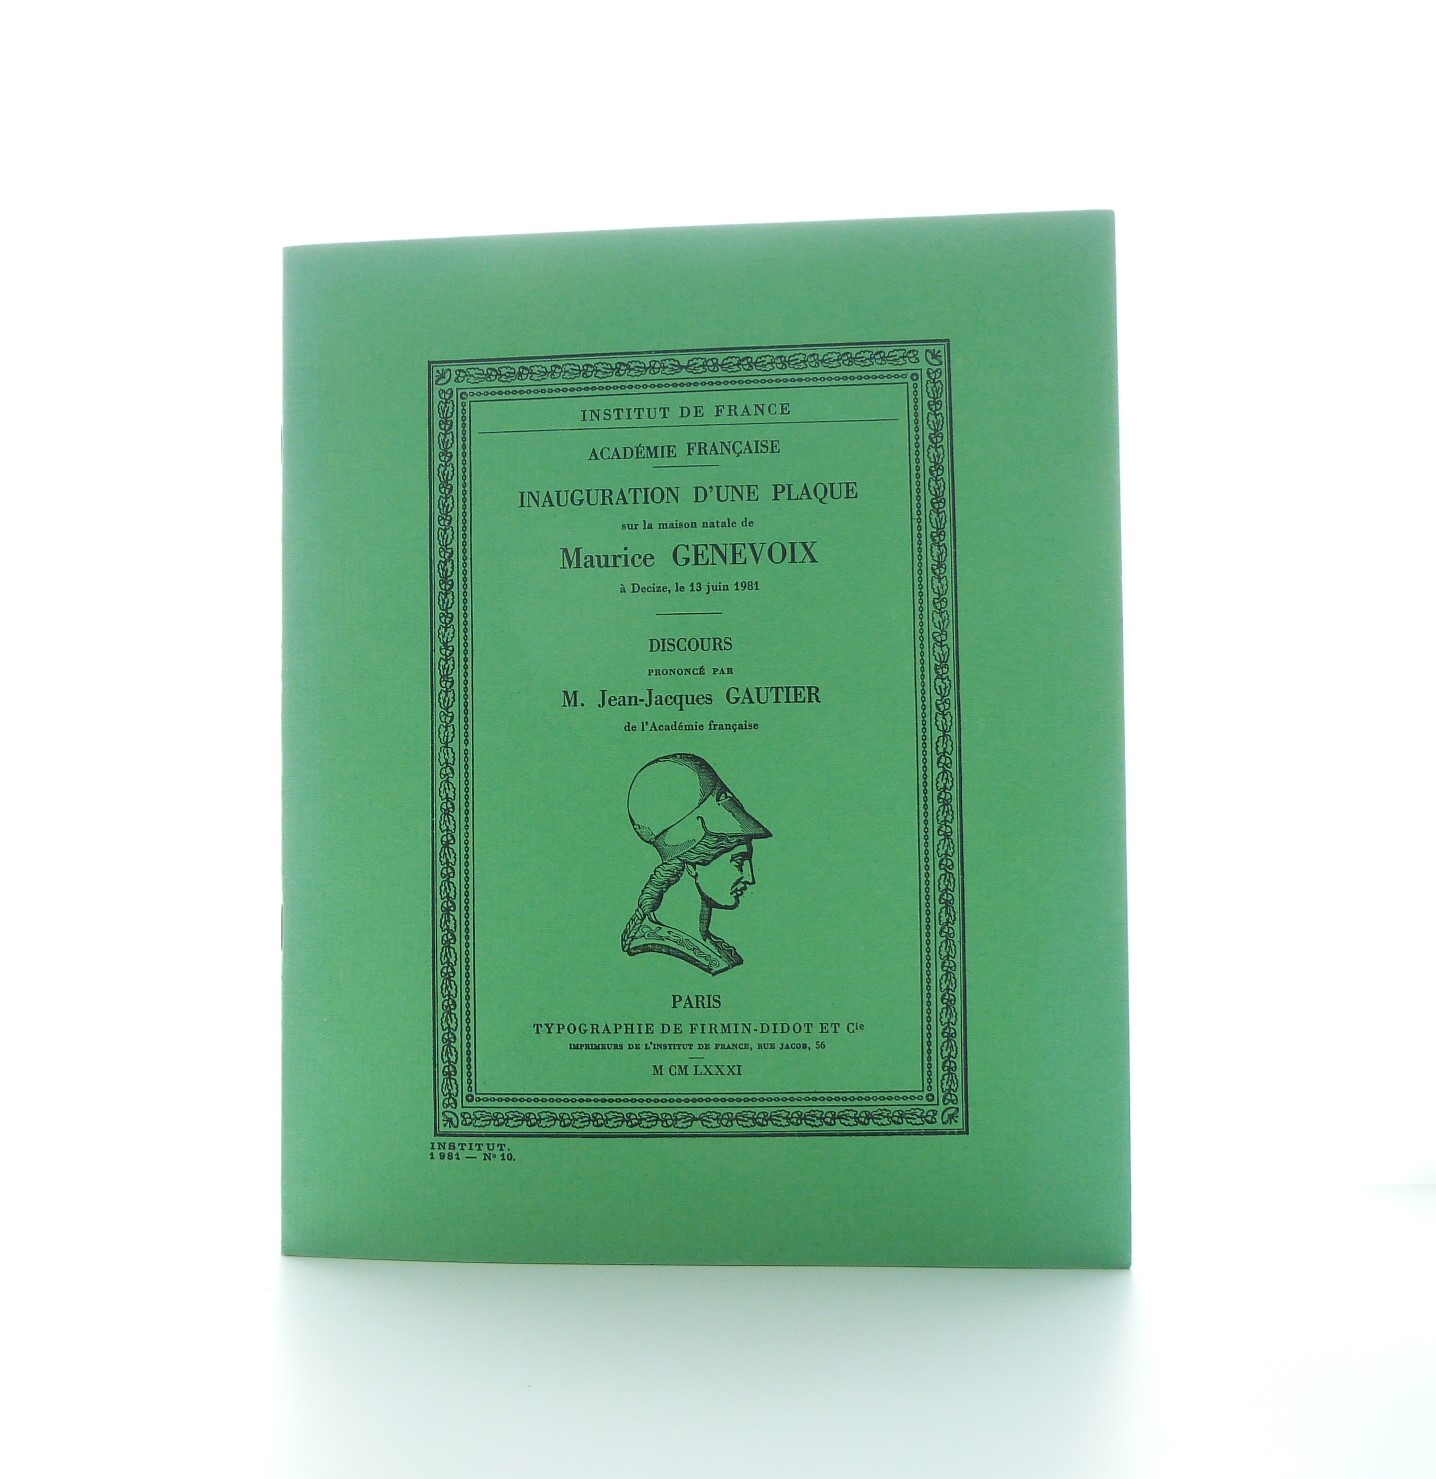 INSTITUT DE FRANCE
ACADÉMIE FRANÇAISE
INAUGURATION D'UNE PLAQUE
sur la maison natale de
Maurice GENEVOIX
à Decize, le 13 juin 1981
DISCOURS
PRONONCÉ PAR
M. Jean-Jacques GAUTIER
de l'Académie française
PARIS
TYPOGRAPHIE DE FIRMIN-DIDOT ET Cie
IMPRIMEURS DE L'INSTITUT DE FRANCE, RUE JACOB, 56
M CM LXXXI
INSTITUT.
1981 — No 10.